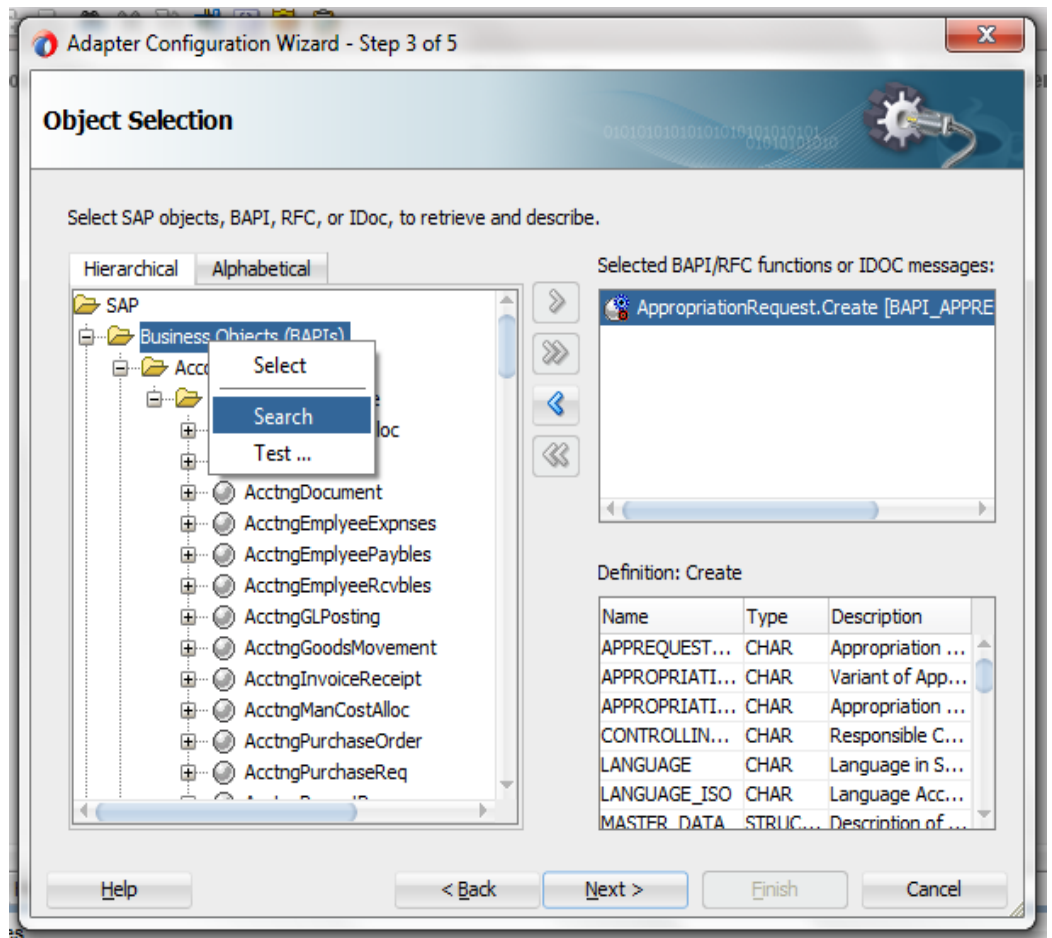 Adapter Configuration Wizard - Step 3 of 5
Object Selection
Select SAP objects, BAPI, RFC, or IDoc, to retrieve and describe.
Hierarchical Alphabetical
SAP
Business Objects (BAPIs)
Select
Search
Test ...
AcctngDocument
AcctngEmplyeeExpnses
AcctngEmplyeePaybles
AcctngEmplyeeRcvbles
AcctngGLPosting
AcctngGoodsMovement
AcctngInvoiceReceipt
AcctngManCostAlloc
AcctngPurchaseOrder
AcctngPurchaseReq
Selected BAPI/RFC functions or IDOC messages:
AppropriationRequest.Create [BAPI_APPRE
Definition: Create
Name Type Description
APPREQUEST... CHAR Appropriation ...
APPROPRIATI... CHAR Variant of App...
APPROPRIATI... CHAR Appropriation ...
CONTROLLIN... CHAR Responsible C...
LANGUAGE CHAR Language in S...
LANGUAGE_ISO CHAR Language Acc...
MASTER_DATA STRUC... Description of ...
Help < Back Next > Finish Cancel